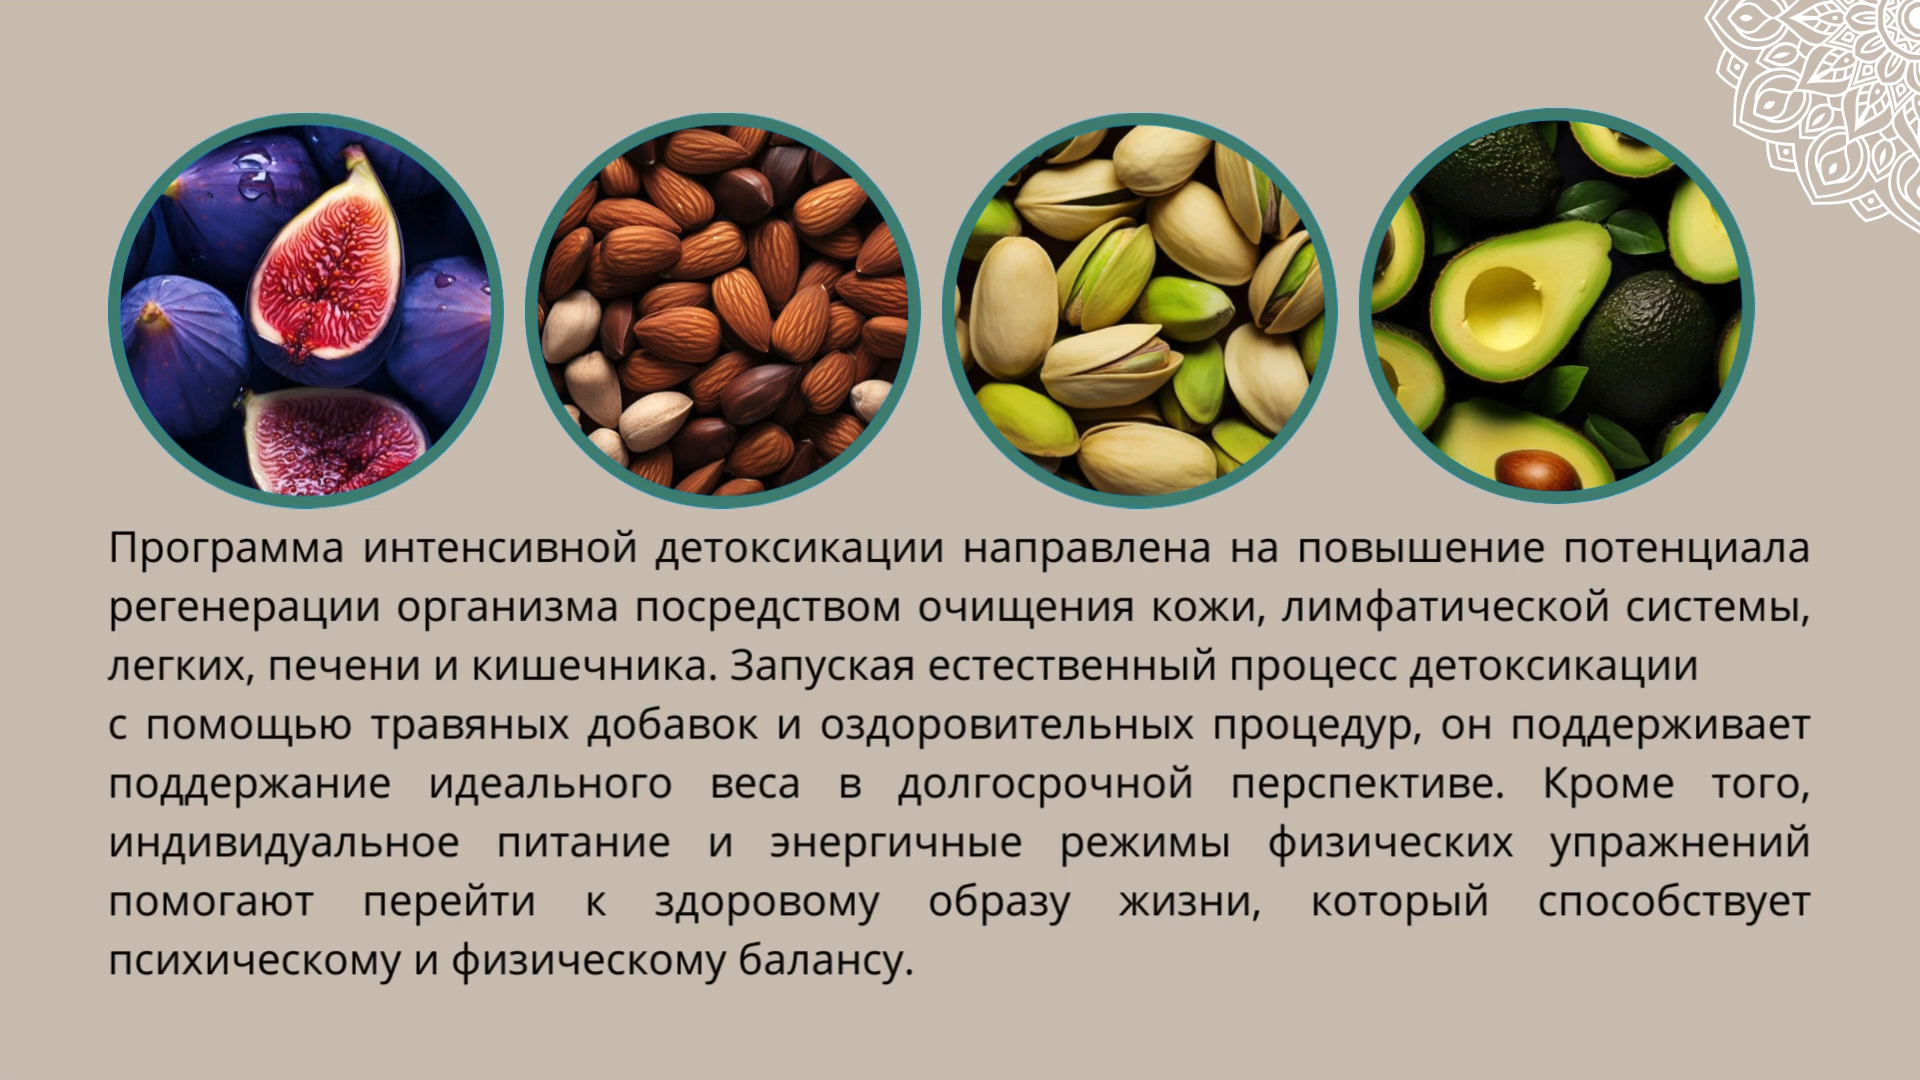 Программа интенсивной детоксикации направлена на повышение потенциала
регенерации организма посредством очищения кожи, лимфатической системы,
легких, печени и кишечника. Запуская естественный процесс детоксикации
с помощью травяных добавок и оздоровительных процедур, он поддерживает
поддержание идеального веса в долгосрочной перспективе. Кроме того,
индивидуальное питание и энергичные режимы физических упражнений
помогают перейти к здоровому образу жизни, который способствует
психическому и физическому балансу.